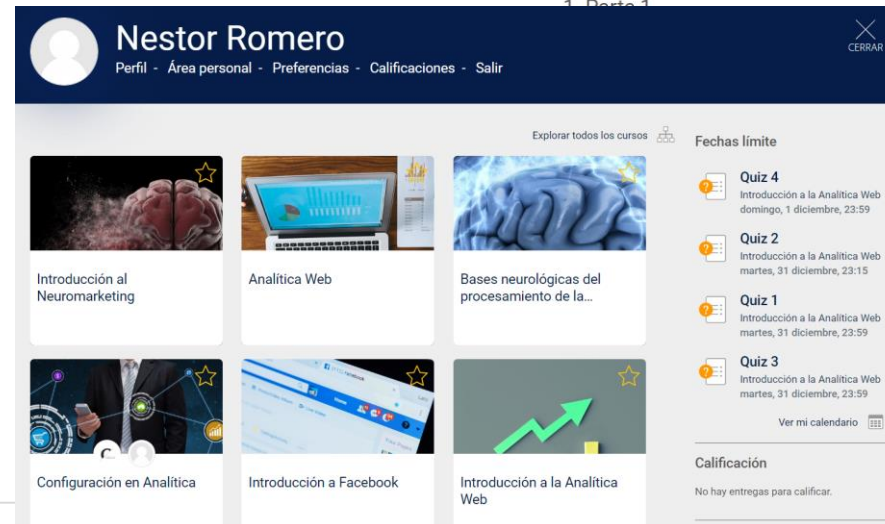 1. Parte 1
Nestor Romero
Perfil - Área personal - Preferencias - Calificaciones - Salir
CERRAR
Explorar todos los cursos
Introducción al
Neuromarketing
Analítica Web
Bases neurológicas del
procesamiento de la...
Configuración en Analítica
Introducción a Facebook
Introducción a la Analítica
Web
Fechas límite
Quiz 4
Introducción a la Analítica Web
domingo, 1 diciembre, 23:59
Quiz 2
Introducción a la Analítica Web
martes, 31 diciembre, 23:15
Quiz 1
Introducción a la Analítica Web
martes, 31 diciembre, 23:59
Quiz 3
Introducción a la Analítica Web
martes, 31 diciembre, 23:59
Ver mi calendario
Calificación
No hay entregas para calificar.